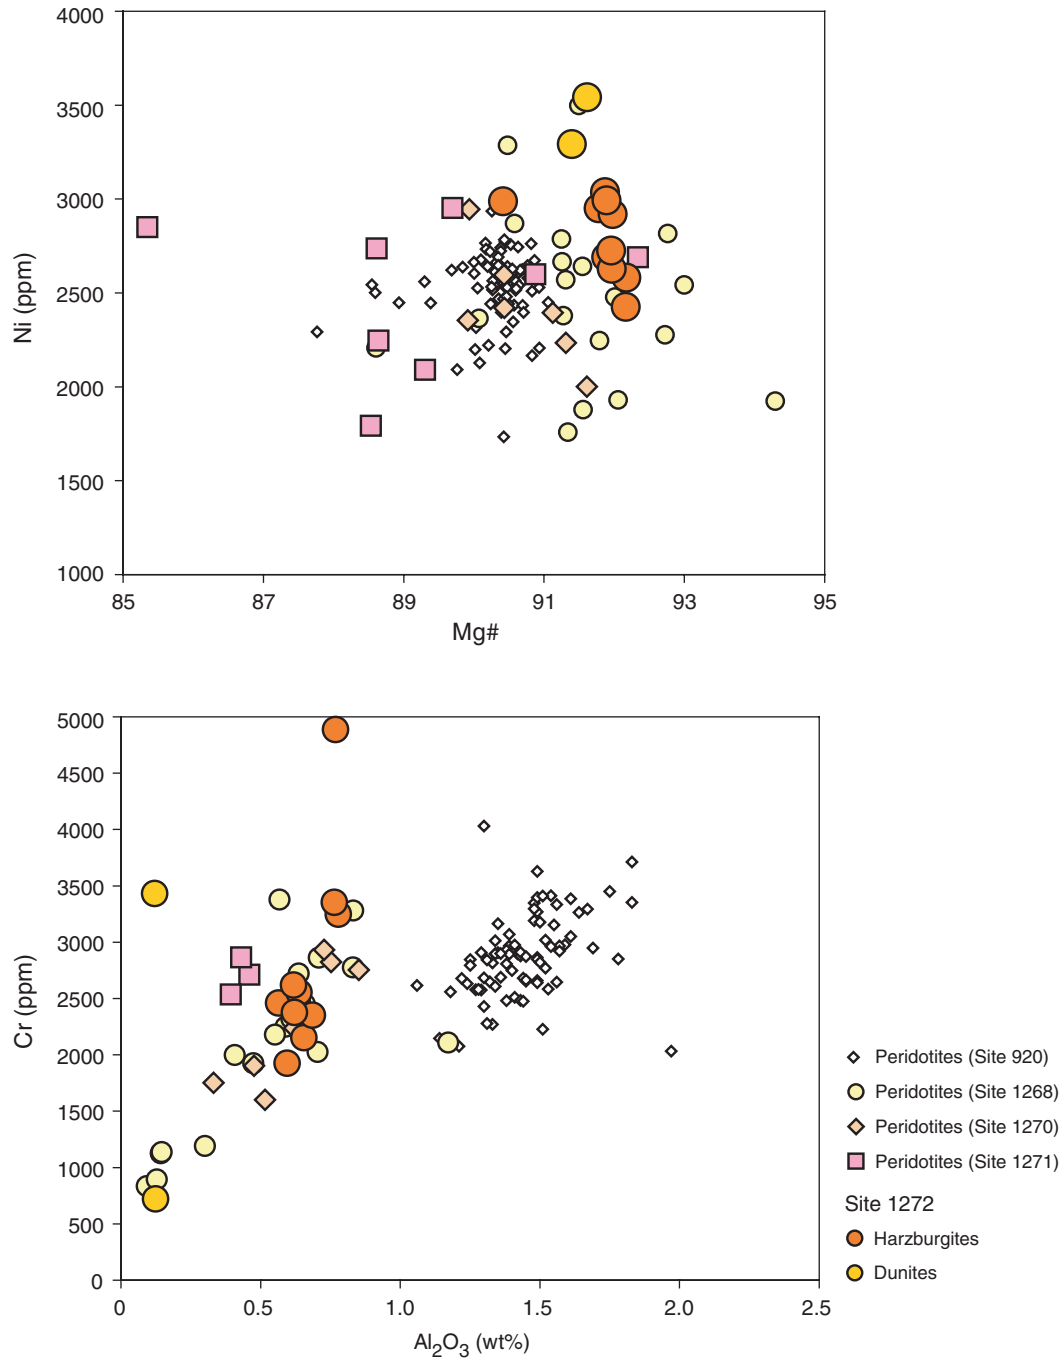 4000
3500
3000
2500
2000
1500
1000
Ni (ppm)
85 87 89 91 93 95
Mg#
5000
4500
4000
3500
3000
2500
2000
1500
1000
500
0
Cr (ppm)
0 0.5 1.0 1.5 2.0 2.5
Al₂O₃ (wt%)
Peridotites (Site 920)
Peridotites (Site 1268)
Peridotites (Site 1270)
Peridotites (Site 1271)
Site 1272
Harzburgites
Dunites